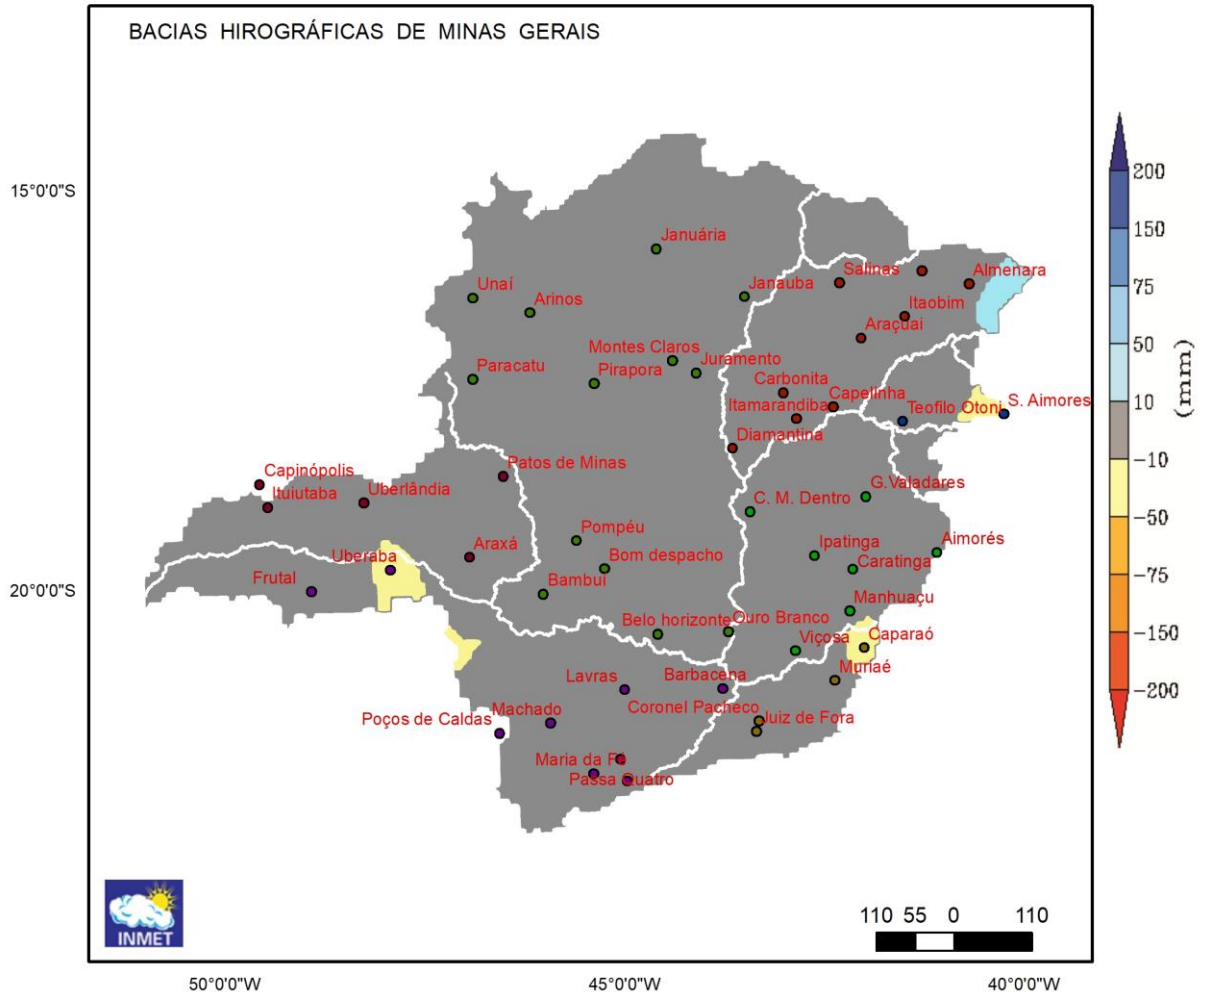 BACIAS HIROGRÁFICAS DE MINAS GERAIS
15°0'0"S
200
150
Januária
Salinas
Almenara
Unaí
Janauba
75
Arinos
Itaobim
Araçuai
50
Montes Claros
Juramento
Paracatu
Pirapora
Carbonita
Capelinha
10
(mm)
Itamarandiba
Teofilo Otoni
S. Aimores
Diamantina
-10
Patos de Minas
Capinópolis
Uberlândia
G.Valadares
Ituiutaba
C. M. Dentro
-50
Pompéu
Aimorés
Araxá
Ipatinga
Uberaba
Bom despacho
Caratinga
-75
20°0'0"S
Frutal
Bambuí
Manhuaçu
Belo horizonte
Ouro Branco
-150
Viçosa
Caparaó
Lavras
Barbacena
Muriaé
-200
Machado
Coronel Pacheco
Poços de Caldas
Juiz de Fora
Maria da Fé
Passa Quatro
INMET
110 55 0 110
50°0'0"W
45°0'0"W
40°0'0"W